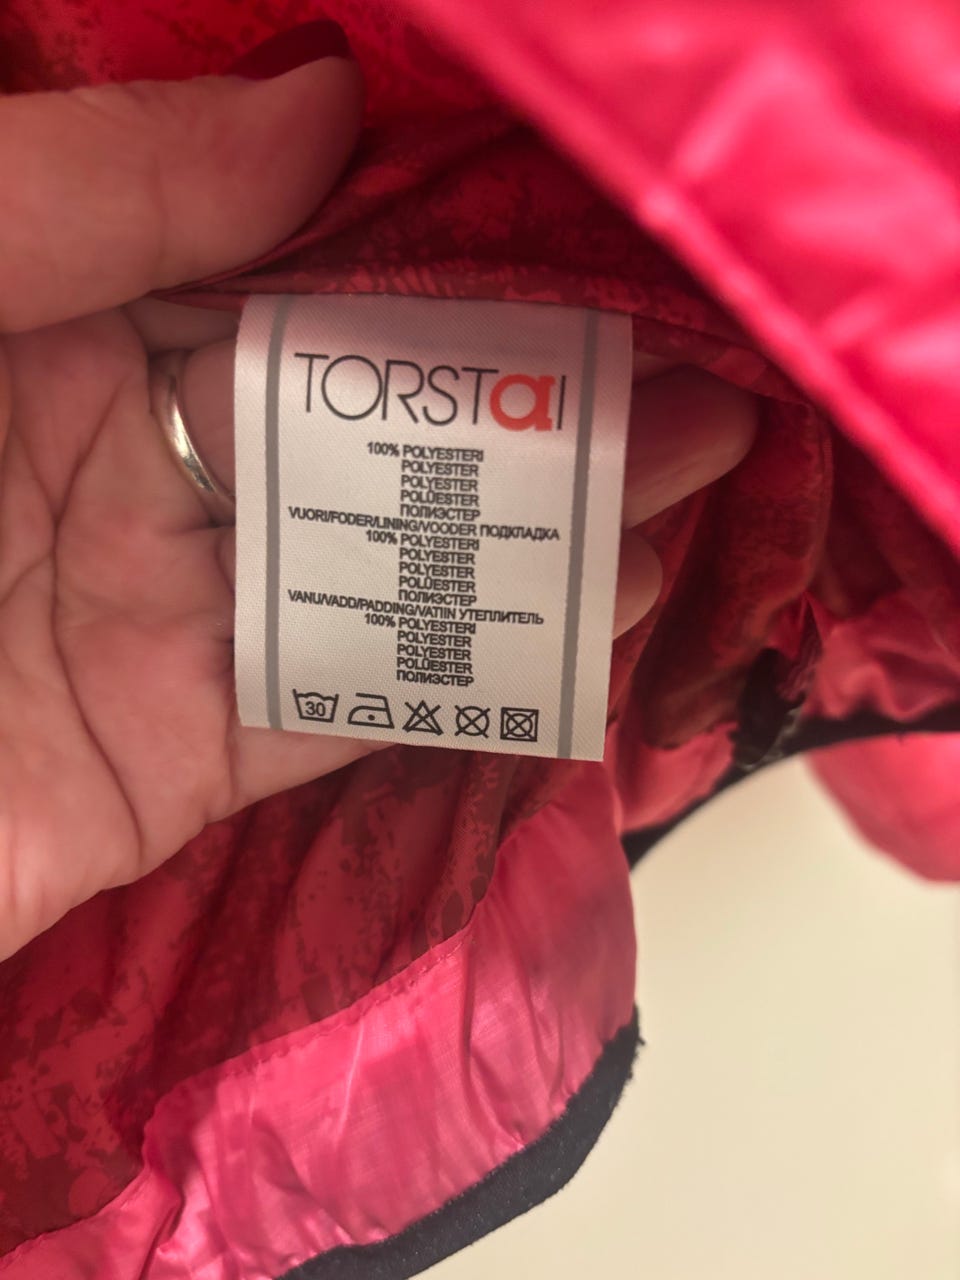 TORSTAI
100% POLYESTERI
POLYESTER
POLYESTER
POLÜESTER
ПОЛИЭСТЕР
VUORI/FODER/LINING/VOODER ПОДКЛАДКА
100% POLYESTERI
POLYESTER
POLYESTER
POLÜESTER
ПОЛИЭСТЕР
VANU/VADD/PADDING/VATIIN УТЕПЛИТЕЛЬ
100% POLYESTERI
POLYESTER
POLYESTER
POLÜESTER
ПОЛИЭСТЕР
30